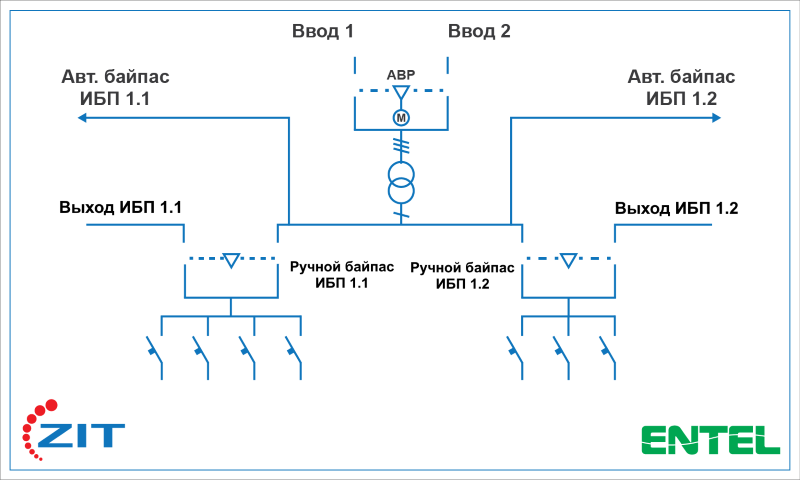 Ввод 1
Ввод 2
АВР
М
Авт. байпас
ИБП 1.1
Авт. байпас
ИБП 1.2
Выход ИБП 1.1
Выход ИБП 1.2
Ручной байпас
ИБП 1.1
Ручной байпас
ИБП 1.2
ZIT
ENTEL